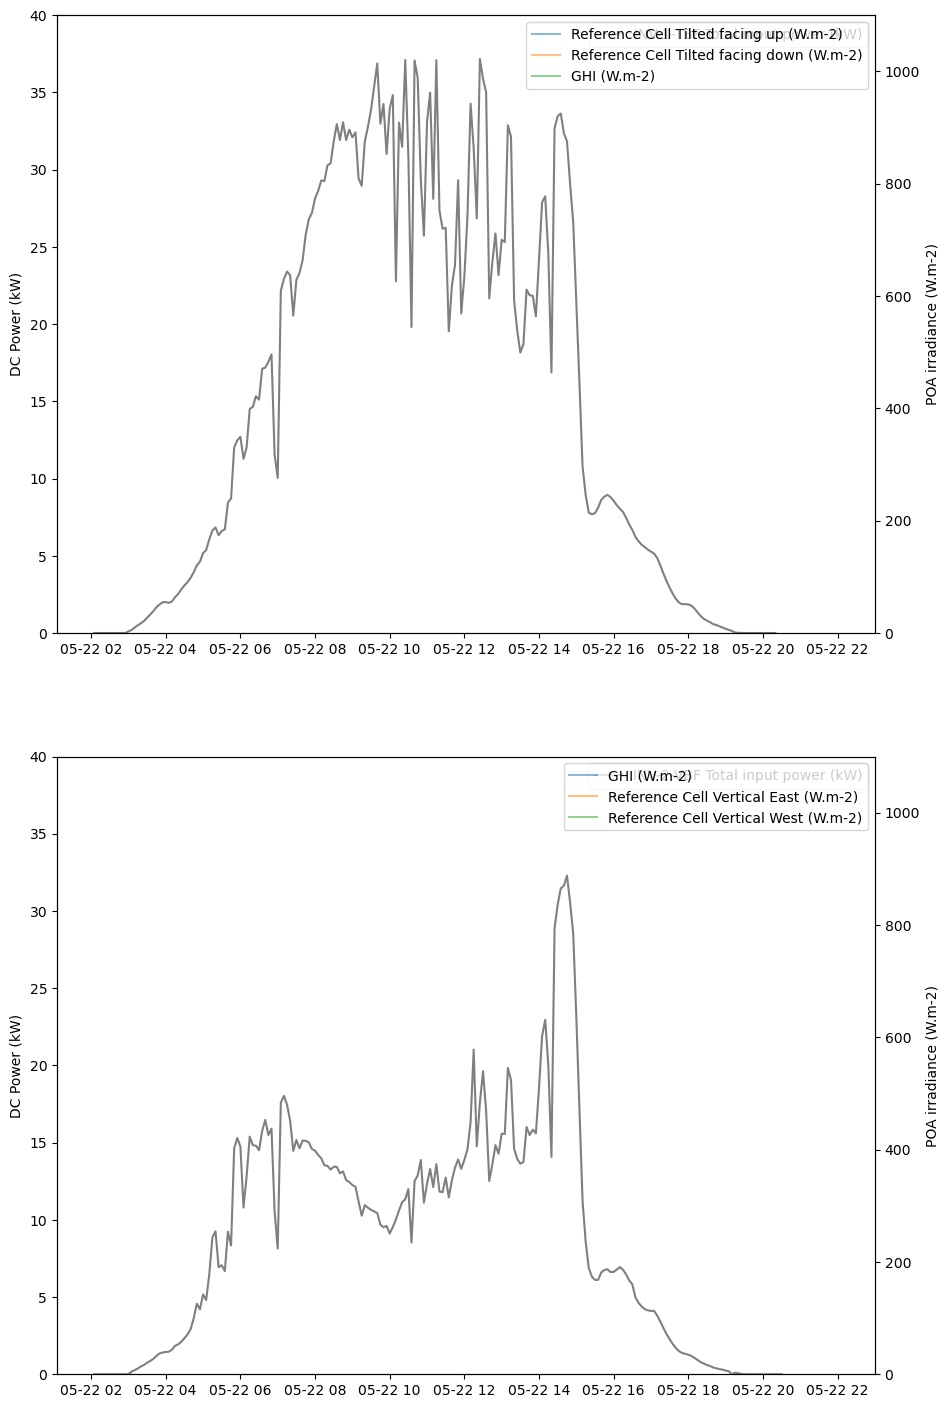 40
35
30
25
20
15
10
5
0
DC Power (kW)
Reference Cell Tilted facing up (W.m-2)
Reference Cell Tilted facing down (W.m-2)
GHI (W.m-2)
1000
800
600
400
200
0
POA irradiance (W.m-2)
05-22 02 05-22 04 05-22 06 05-22 08 05-22 10 05-22 12 05-22 14 05-22 16 05-22 18 05-22 20 05-22 22
40
35
30
25
20
15
10
5
0
DC Power (kW)
GHI (W.m-2)
Total input power (kW)
Reference Cell Vertical East (W.m-2)
Reference Cell Vertical West (W.m-2)
1000
800
600
400
200
0
POA irradiance (W.m-2)
05-22 02 05-22 04 05-22 06 05-22 08 05-22 10 05-22 12 05-22 14 05-22 16 05-22 18 05-22 20 05-22 22